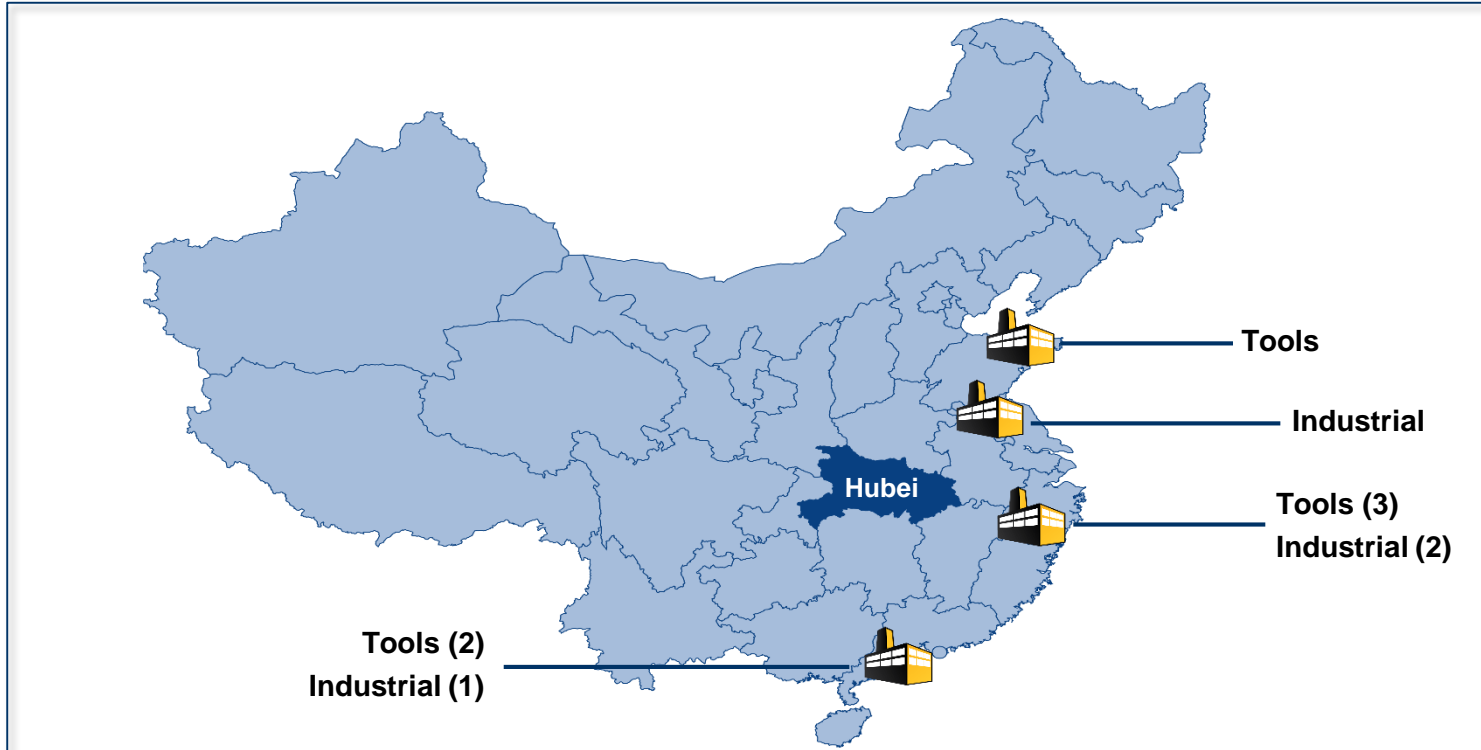 Tools
Industrial
Hubei
Tools (3)
Industrial (2)
Tools (2)
Industrial (1)